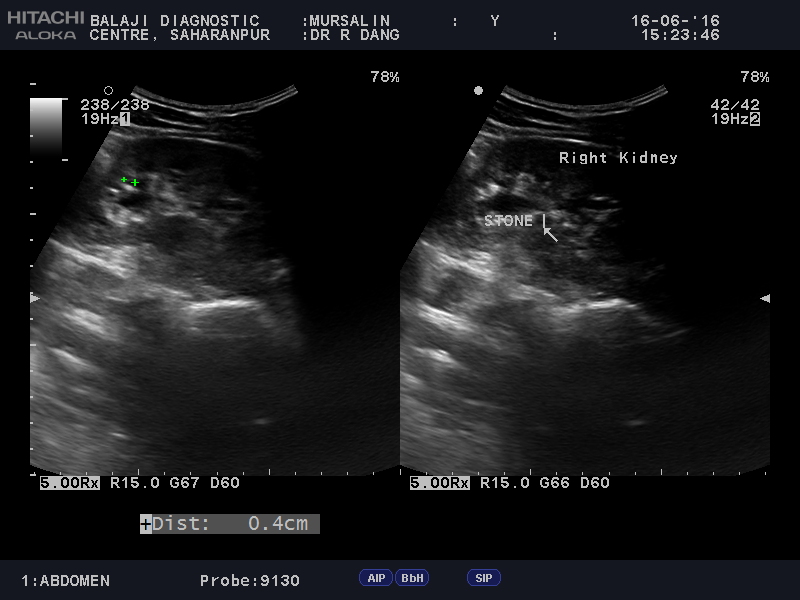 HITACHI
ALOKA
BALAJI DIAGNOSTIC :MURSALIN : Y 16-06-'16
CENTRE, SAHARANPUR :DR R DANG : 15:23:46
78%
238/238
19Hz1
78%
42/42
19Hz2
Right Kidney
STONE
5.00Rx R15.0 G67 D60
5.00Rx R15.0 G66 D60
+Dist: 0.4cm
1:ABDOMEN Probe:9130 AIP BbH SIP